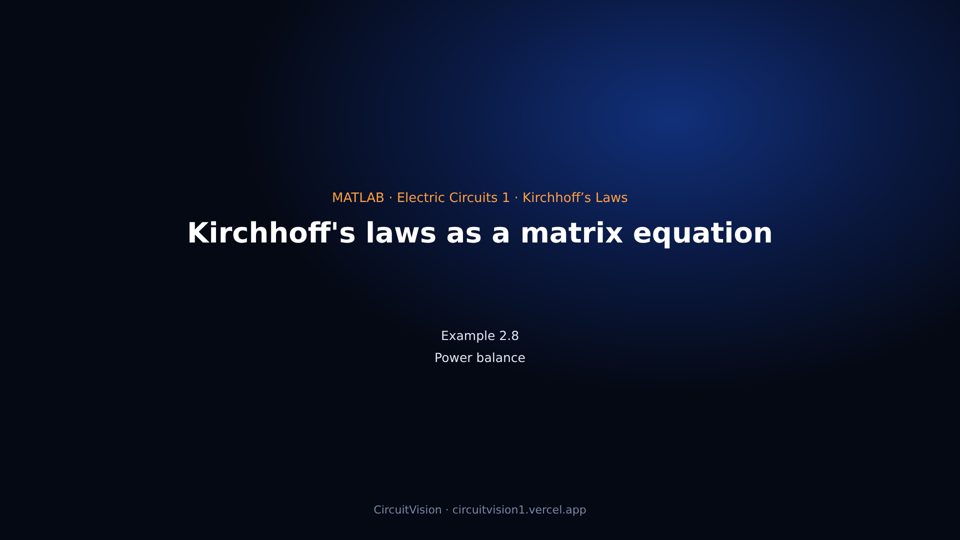 MATLAB · Electric Circuits 1 · Kirchhoff’s Laws
Kirchhoff's laws as a matrix equation
Example 2.8
Power balance
CircuitVision · circuitvision1.vercel.app